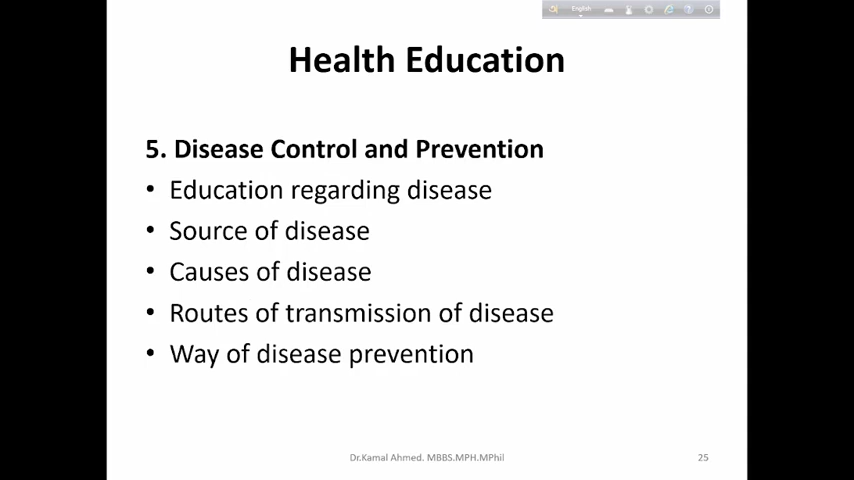 English
Health Education
5. Disease Control and Prevention
• Education regarding disease
• Source of disease
• Causes of disease
• Routes of transmission of disease
• Way of disease prevention
Dr.Kamal Ahmed. MBBS.MPH.MPhil
25